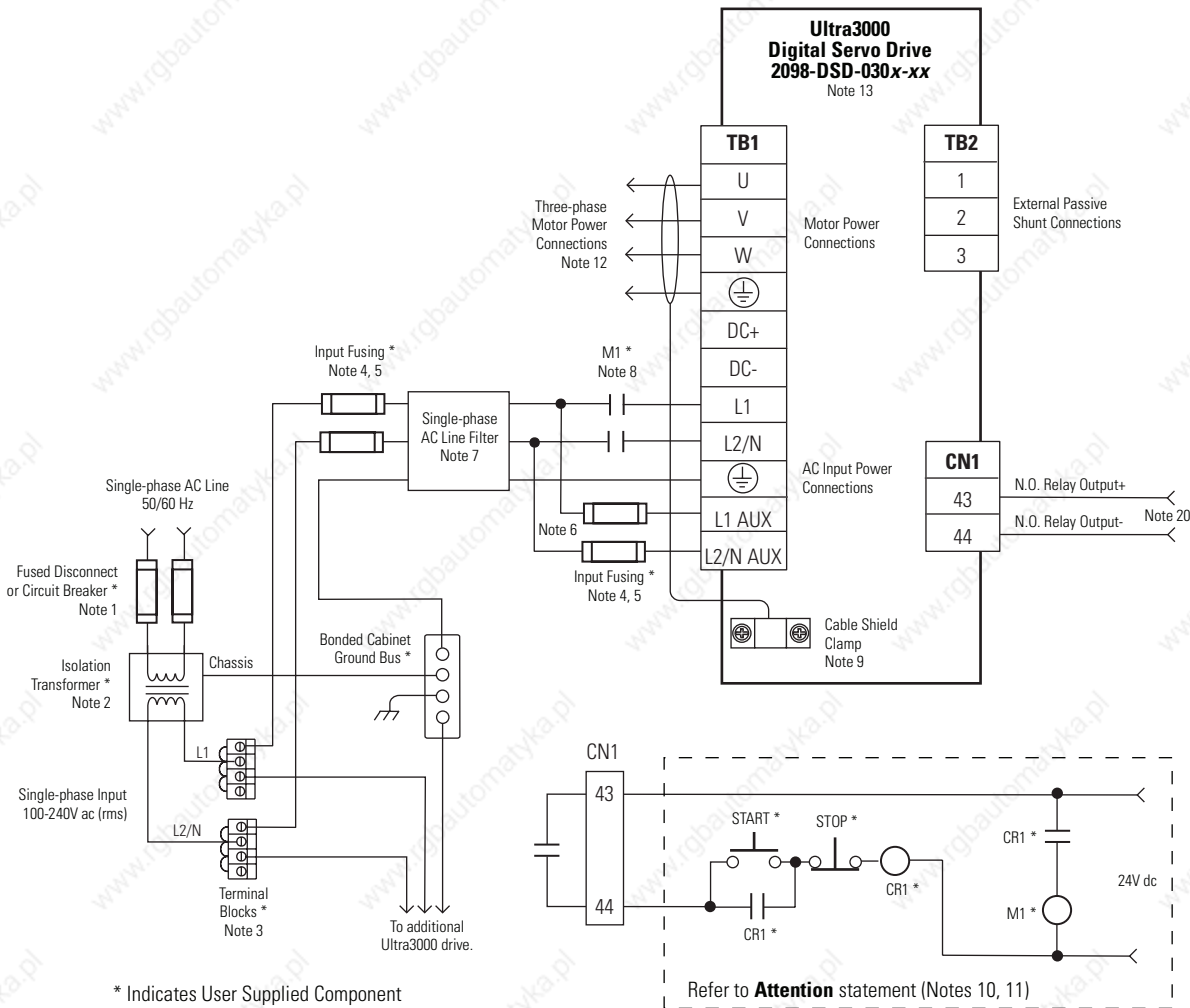 Ultra3000
Digital Servo Drive
2098-DSD-030x-xx
Note 13
TB1
U
V
W
DC+
DC-
L1
L2/N
L1 AUX
L2/N AUX
TB2
1
2
3
External Passive
Shunt Connections
Three-phase
Motor Power
Connections
Note 12
Motor Power
Connections
Input Fusing *
Note 4, 5
M1 *
Note 8
Single-phase
AC Line Filter
Note 7
AC Input Power
Connections
CN1
43
44
N.O. Relay Output+
N.O. Relay Output-
Note 20
Single-phase AC Line
50/60 Hz
Note 6
Input Fusing *
Note 4, 5
Fused Disconnect
or Circuit Breaker *
Note 1
Cable Shield
Clamp
Note 9
Bonded Cabinet
Ground Bus *
Isolation
Transformer *
Note 2
Chassis
L1
Single-phase Input
100-240V ac (rms)
L2/N
Terminal
Blocks *
Note 3
To additional
Ultra3000 drive.
CN1
43
44
START *
STOP *
CR1 *
CR1 *
CR1 *
M1 *
24V dc
Refer to Attention statement (Notes 10, 11)
* Indicates User Supplied Component
www.rgbautomatyka.pl